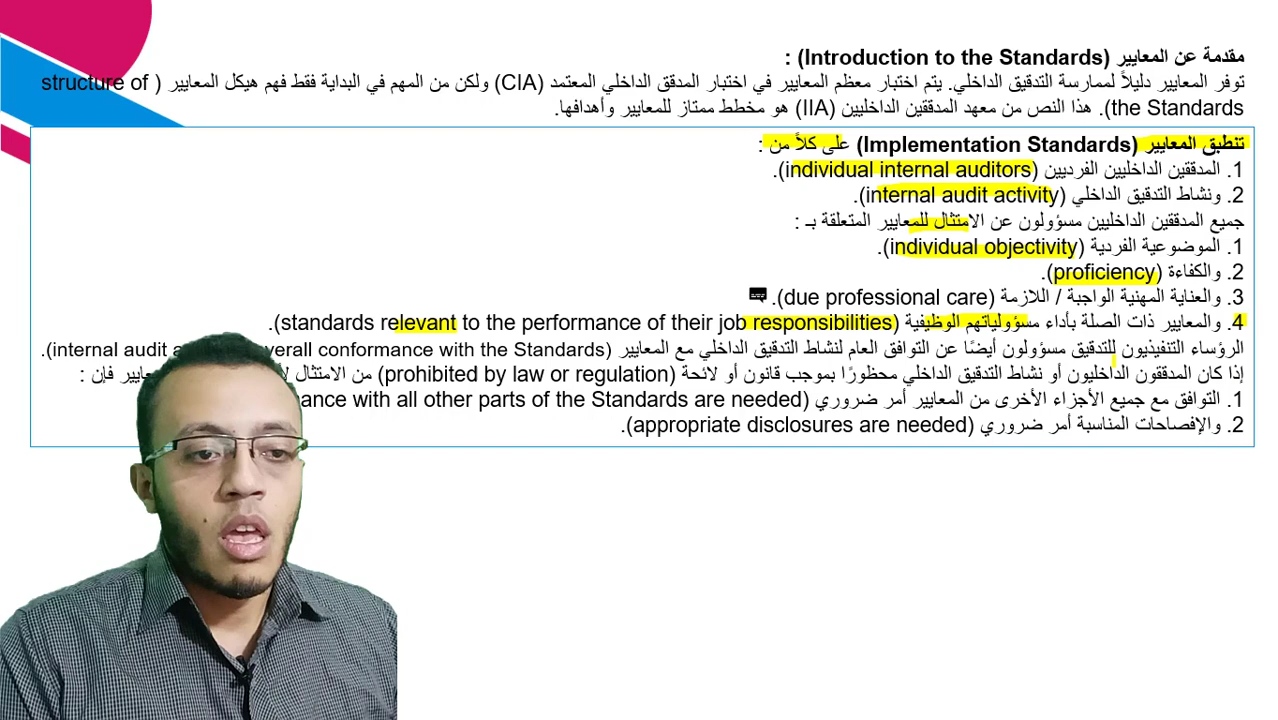 مقدمة عن المعايير (Introduction to the Standards) :
توفر المعايير دليلاً لممارسة التدقيق الداخلي. يتم اختبار معظم المعايير في اختبار المدقق الداخلي المعتمد (CIA) ولكن من المهم في البداية فقط فهم هيكل المعايير ( structure of
the Standards). هذا النص من معهد المدققين الداخليين (IIA) هو مخطط ممتاز للمعايير وأهدافها.
تنطبق المعايير (Implementation Standards) على كلاً من :
1. المدققين الداخليين الفرديين (individual internal auditors).
2. ونشاط التدقيق الداخلي (internal audit activity).
جميع المدققين الداخليين مسؤولون عن الامتثال للمعايير المتعلقة بـ :
1. الموضوعية الفردية (individual objectivity).
2. والكفاءة (proficiency).
3. والعناية المهنية الواجبة / اللازمة (due professional care).
4. والمعايير ذات الصلة بأداء مسؤولياتهم الوظيفية (standards relevant to the performance of their job responsibilities).
الرؤساء التنفيذيون للتدقيق مسؤولون أيضًا عن التوافق العام لنشاط التدقيق الداخلي مع المعايير (internal audit overall conformance with the Standards).
إذا كان المدققون الداخليون أو نشاط التدقيق الداخلي محظورًا بموجب قانون أو لائحة (prohibited by law or regulation) من الامتثال فإن :
1. التوافق مع جميع الأجزاء الأخرى من المعايير أمر ضروري (with all other parts of the Standards are needed
2. والإفصاحات المناسبة أمر ضروري (appropriate disclosures are needed).